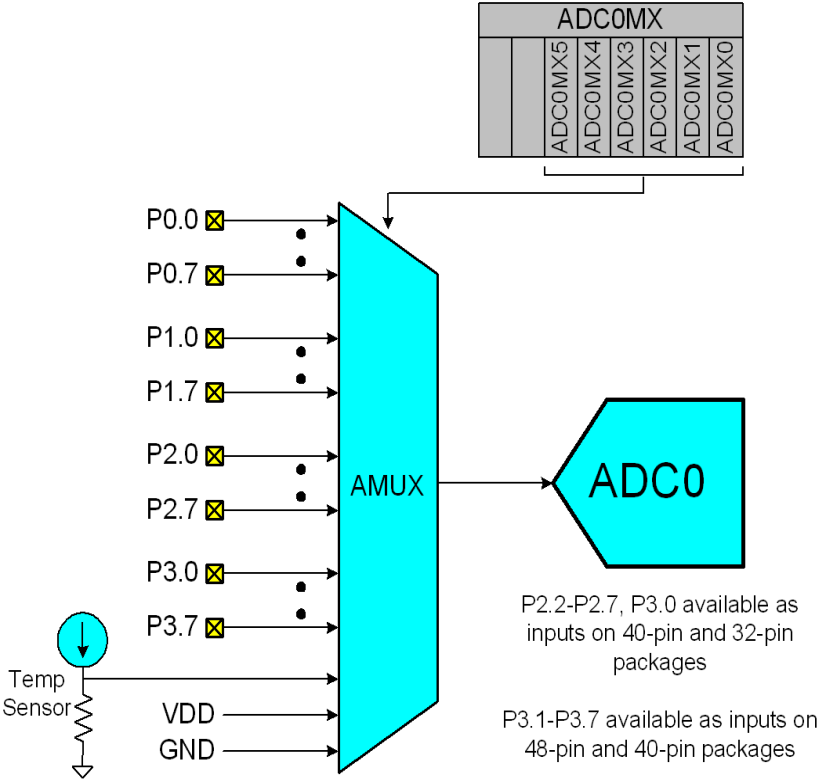 ADC0MX
ADC0MX5
ADC0MX4
ADC0MX3
ADC0MX2
ADC0MX1
ADC0MX0
P0.0
P0.7
P1.0
P1.7
P2.0
P2.7
P3.0
P3.7
Temp
Sensor
VDD
GND
AMUX
ADC0
P2.2-P2.7, P3.0 available as
inputs on 40-pin and 32-pin
packages
P3.1-P3.7 available as inputs on
48-pin and 40-pin packages